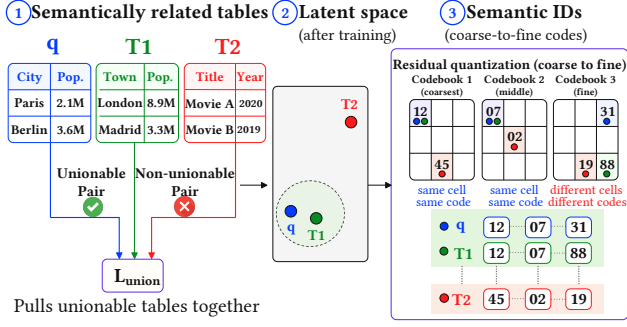 1 Semantically related tables
q
T1
T2
City Pop.
Paris 2.1M
Berlin 3.6M
Town Pop.
London 8.9M
Madrid 3.3M
Title Year
Movie A 2020
Movie B 2019
Unionable
Pair
Non-unionable
Pair
L_union
Pulls unionable tables together
2 Latent space
(after training)
T2
q
T1
3 Semantic IDs
(coarse-to-fine codes)
Residual quantization (coarse to fine)
Codebook 1
(coarsest)
Codebook 2
(middle)
Codebook 3
(fine)
12
45
07
02
31
19 88
same cell
same code
same cell
same code
different cells
different codes
q 12 07 31
T1 12 07 88
T2 45 02 19